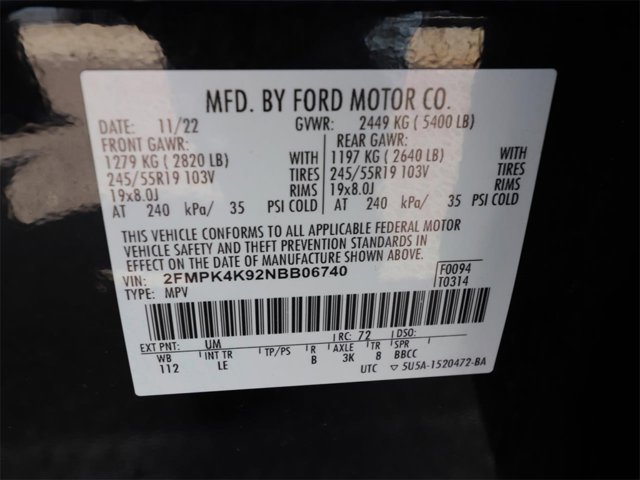 MFD. BY FORD MOTOR CO.
DATE: 11/22 GVWR: 2449 KG ( 5400 LB)
FRONT GAWR: REAR GAWR:
1279 KG ( 2820 LB) WITH 1197 KG ( 2640 LB) WITH
245/55R19 103V TIRES 245/55R19 103V TIRES
19x8.0J RIMS 19x8.0J RIMS
AT 240 kPa/ 35 PSI COLD AT 240 kPa/ 35 PSI COLD
THIS VEHICLE CONFORMS TO ALL APPLICABLE FEDERAL MOTOR
VEHICLE SAFETY AND THEFT PREVENTION STANDARDS IN
EFFECT ON THE DATE OF MANUFACTURE SHOWN ABOVE.
VIN: 2FMPK4K92NBB06740 F0094
TYPE: MPV T0314
EXT PNT: UM RC: 72 DSO:
WB INT TR TP/PS R AXLE TR SPR
112 LE B 3K 8 BBCC
UTC 5U5A-1520472-BA